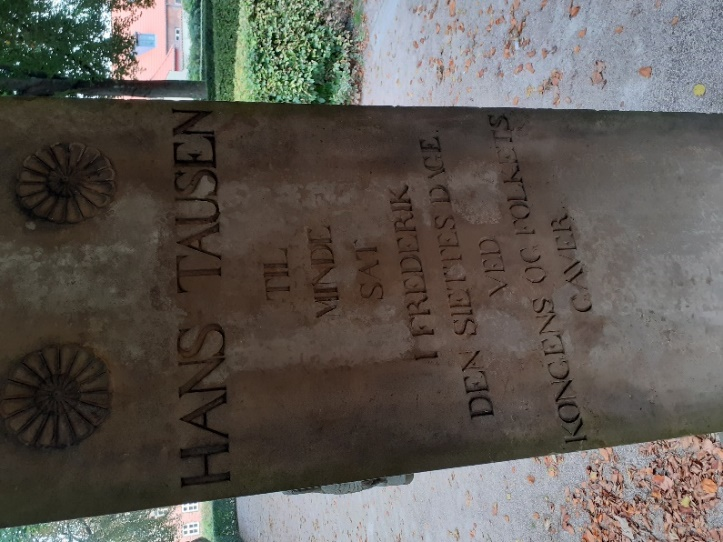 HANS TAUSEN
TIL
MINDE
SAT
I FREDERIK
DEN SIETTES DAGE.
VED
KONGENS OG FOLKETS
GAVER.